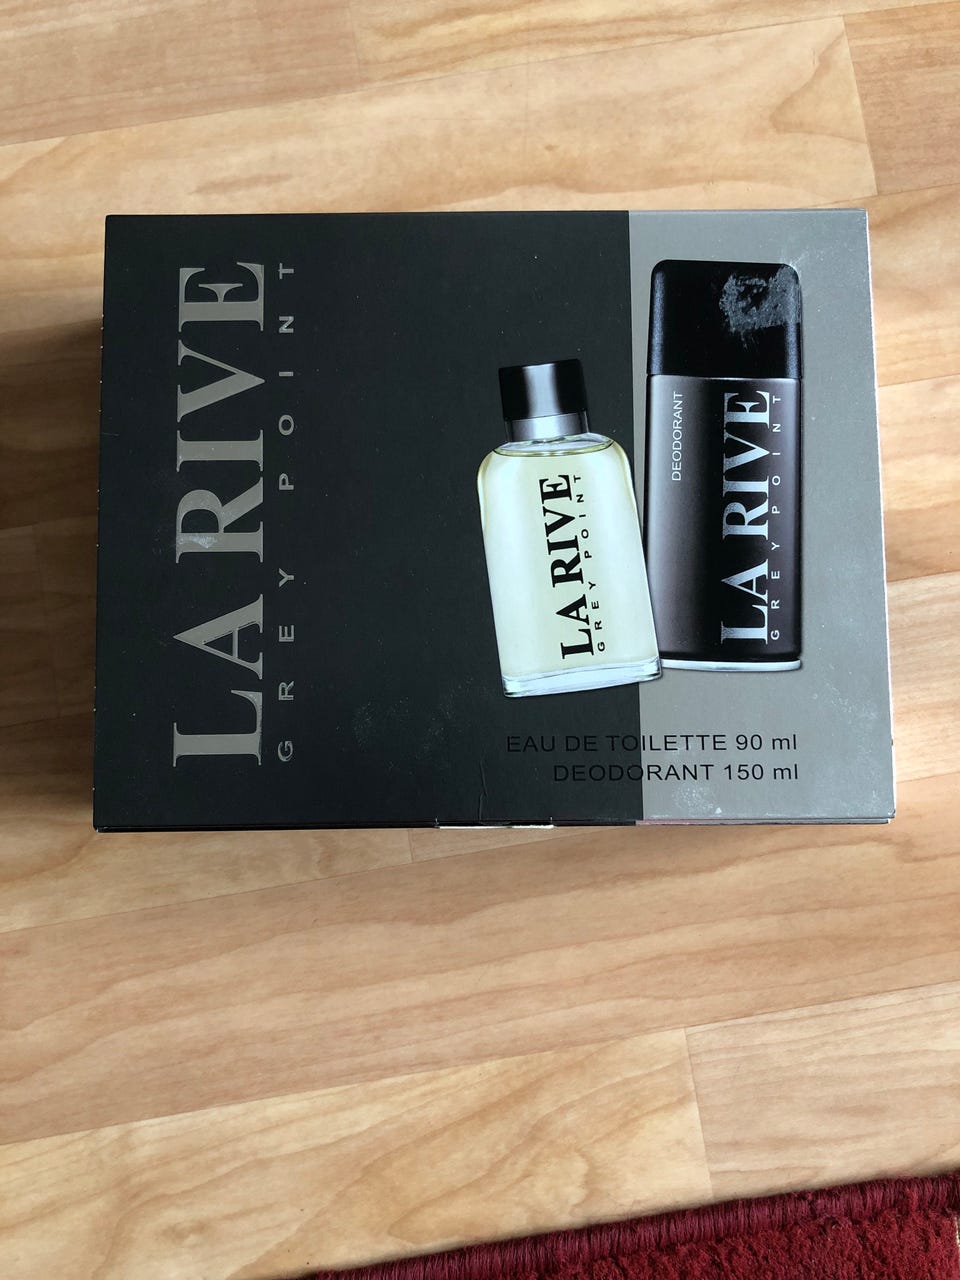 LA RIVE
GREY POINT
LA RIVE
GREY POINT
DEODORANT
LA RIVE
GREY POINT
EAU DE TOILETTE 90 ml
DEODORANT 150 ml